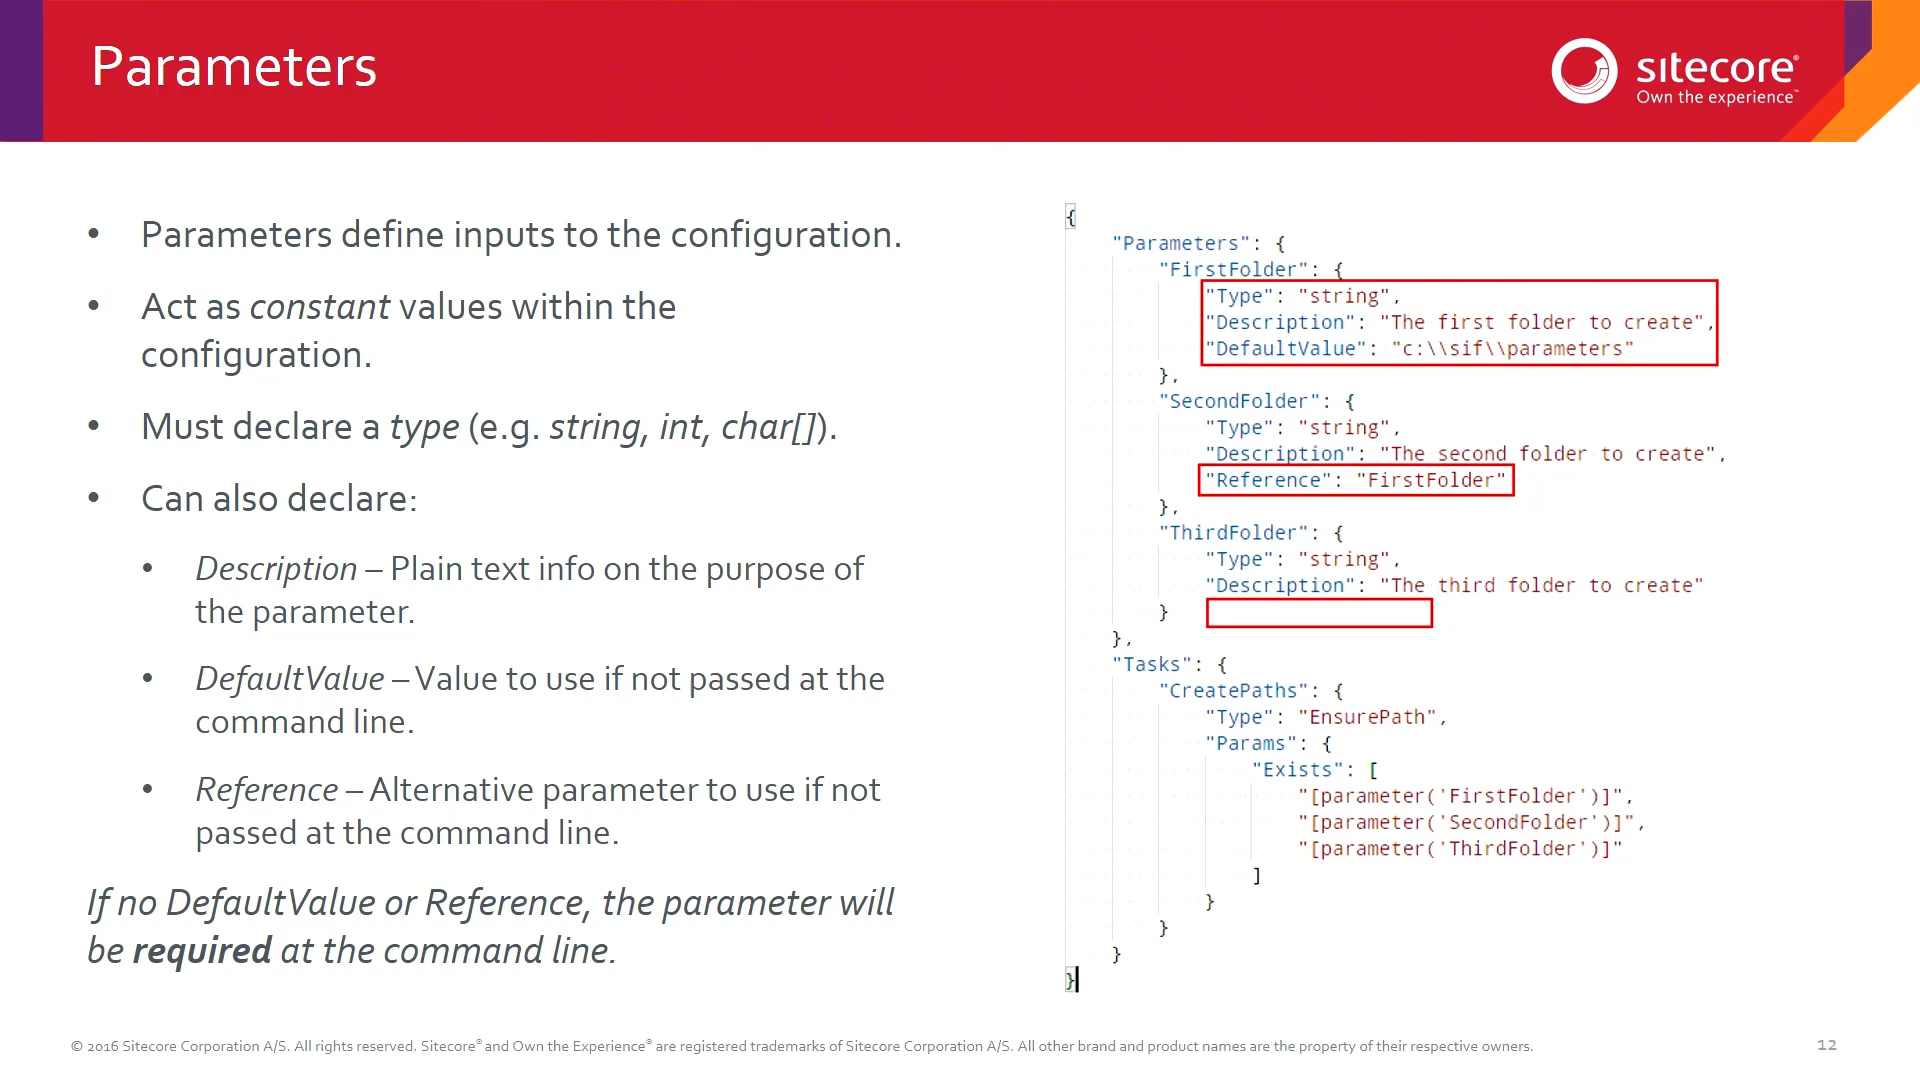 Parameters
sitecore®
Own the experience™
• Parameters define inputs to the configuration.
• Act as constant values within the
configuration.
• Must declare a type (e.g. string, int, char[]).
• Can also declare:
• Description – Plain text info on the purpose of
the parameter.
• DefaultValue – Value to use if not passed at the
command line.
• Reference – Alternative parameter to use if not
passed at the command line.
If no DefaultValue or Reference, the parameter will
be required at the command line.
{
"Parameters": {
"FirstFolder": {
"Type": "string",
"Description": "The first folder to create",
"DefaultValue": "c:\\sif\\parameters"
},
"SecondFolder": {
"Type": "string",
"Description": "The second folder to create",
"Reference": "FirstFolder"
},
"ThirdFolder": {
"Type": "string",
"Description": "The third folder to create"
}
},
"Tasks": {
"CreatePaths": {
"Type": "EnsurePath",
"Params": {
"Exists": [
"[parameter('FirstFolder')]",
"[parameter('SecondFolder')]",
"[parameter('ThirdFolder')]"
]
}
}
}
}
© 2016 Sitecore Corporation A/S. All rights reserved. Sitecore® and Own the Experience® are registered trademarks of Sitecore Corporation A/S. All other brand and product names are the property of their respective owners.
12